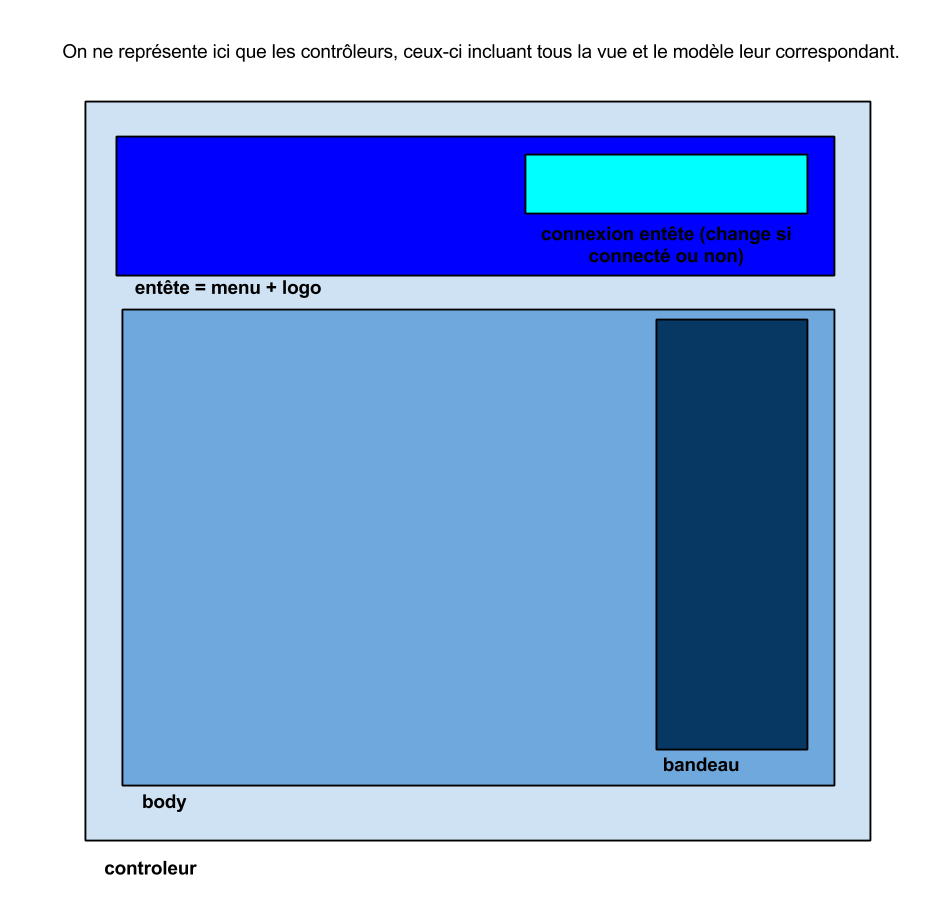 On ne représente ici que les contrôleurs, ceux-ci incluant tous la vue et le modèle leur correspondant.
connexion entête (change si
connecté ou non)
entête = menu + logo
bandeau
body
controleur